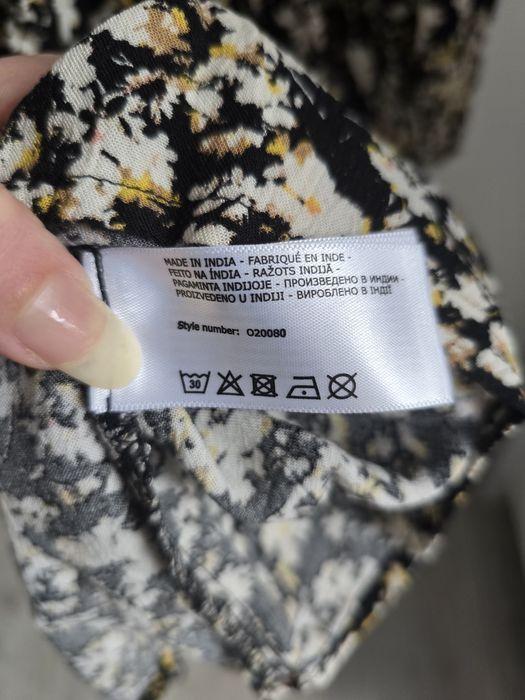 MADE IN INDIA - FABRIQUÉ EN INDE -
FEITO NA ÍNDIA - RAŽOTS INDIJĀ -
PAGAMINTA INDIJOJE - ПРОИЗВЕДЕНО В ИНДИИ -
PROIZVEDENO U INDIJI - ВИРОБЛЕНО В ІНДІЇ
Style number: O20080
30